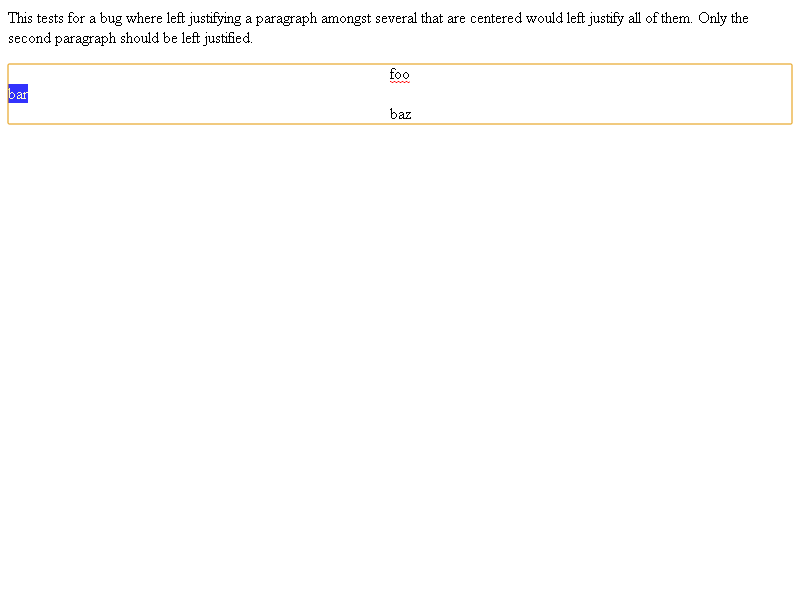 This tests for a bug where left justifying a paragraph amongst several that are centered would left justify all of them. Only the
second paragraph should be left justified.
foo
bar
baz